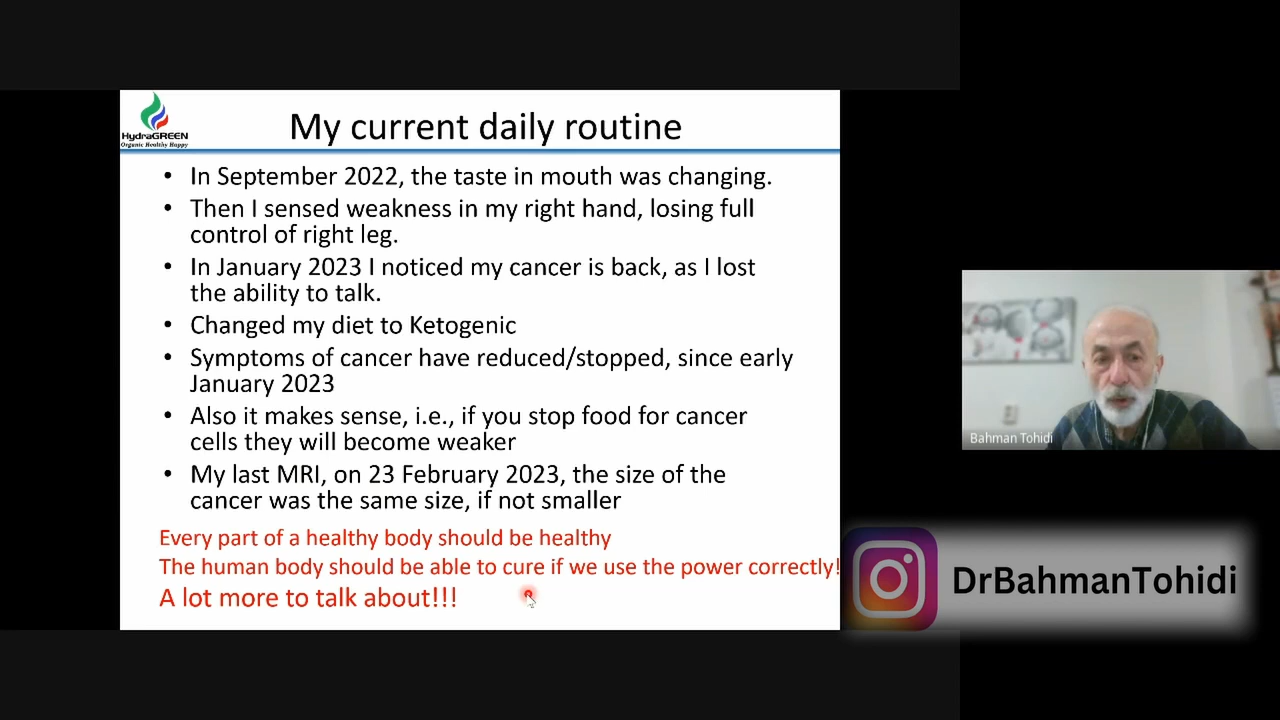 HydraGREEN
Organic Healthy Happy
My current daily routine
• In September 2022, the taste in mouth was changing.
• Then I sensed weakness in my right hand, losing full
control of right leg.
• In January 2023 I noticed my cancer is back, as I lost
the ability to talk.
• Changed my diet to Ketogenic
• Symptoms of cancer have reduced/stopped, since early
January 2023
• Also it makes sense, i.e., if you stop food for cancer
cells they will become weaker
• My last MRI, on 23 February 2023, the size of the
cancer was the same size, if not smaller
Every part of a healthy body should be healthy
The human body should be able to cure if we use the power correctly!
A lot more to talk about!!!
Bahman Tohidi
DrBahmanTohidi